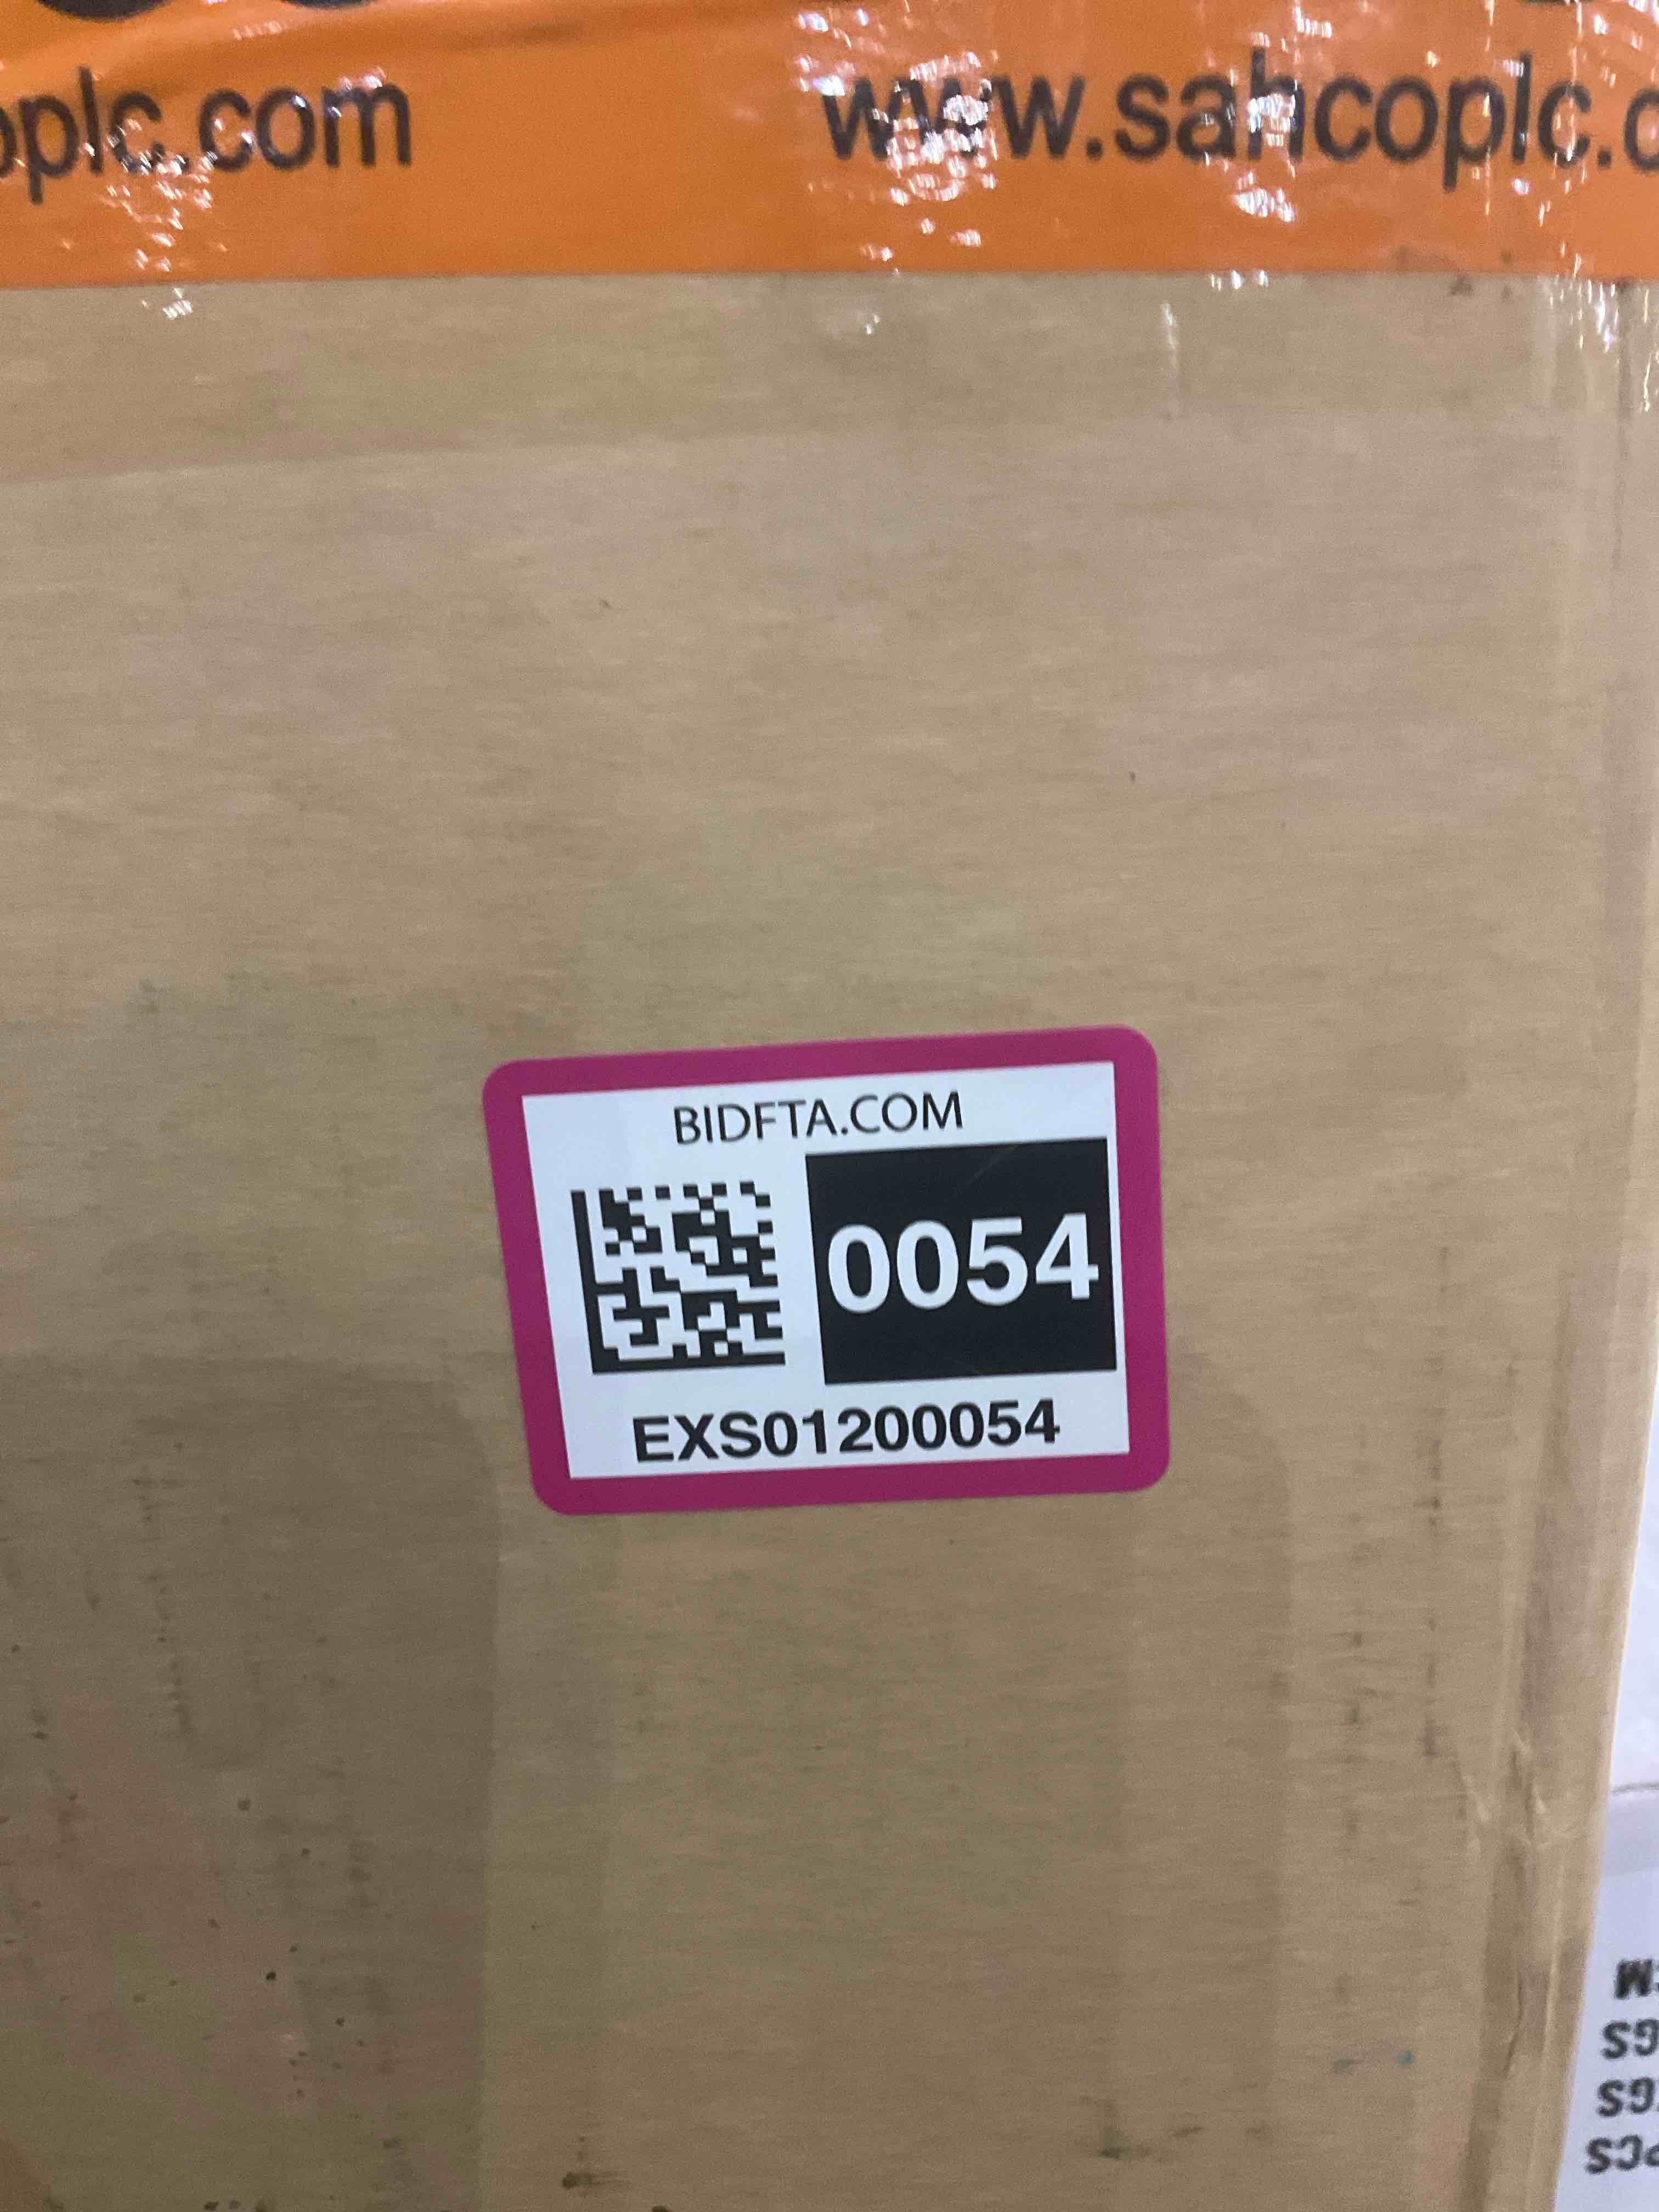 www.sahcoplc.c
oplc.com
BIDFTA.COM
0054
EXS01200054